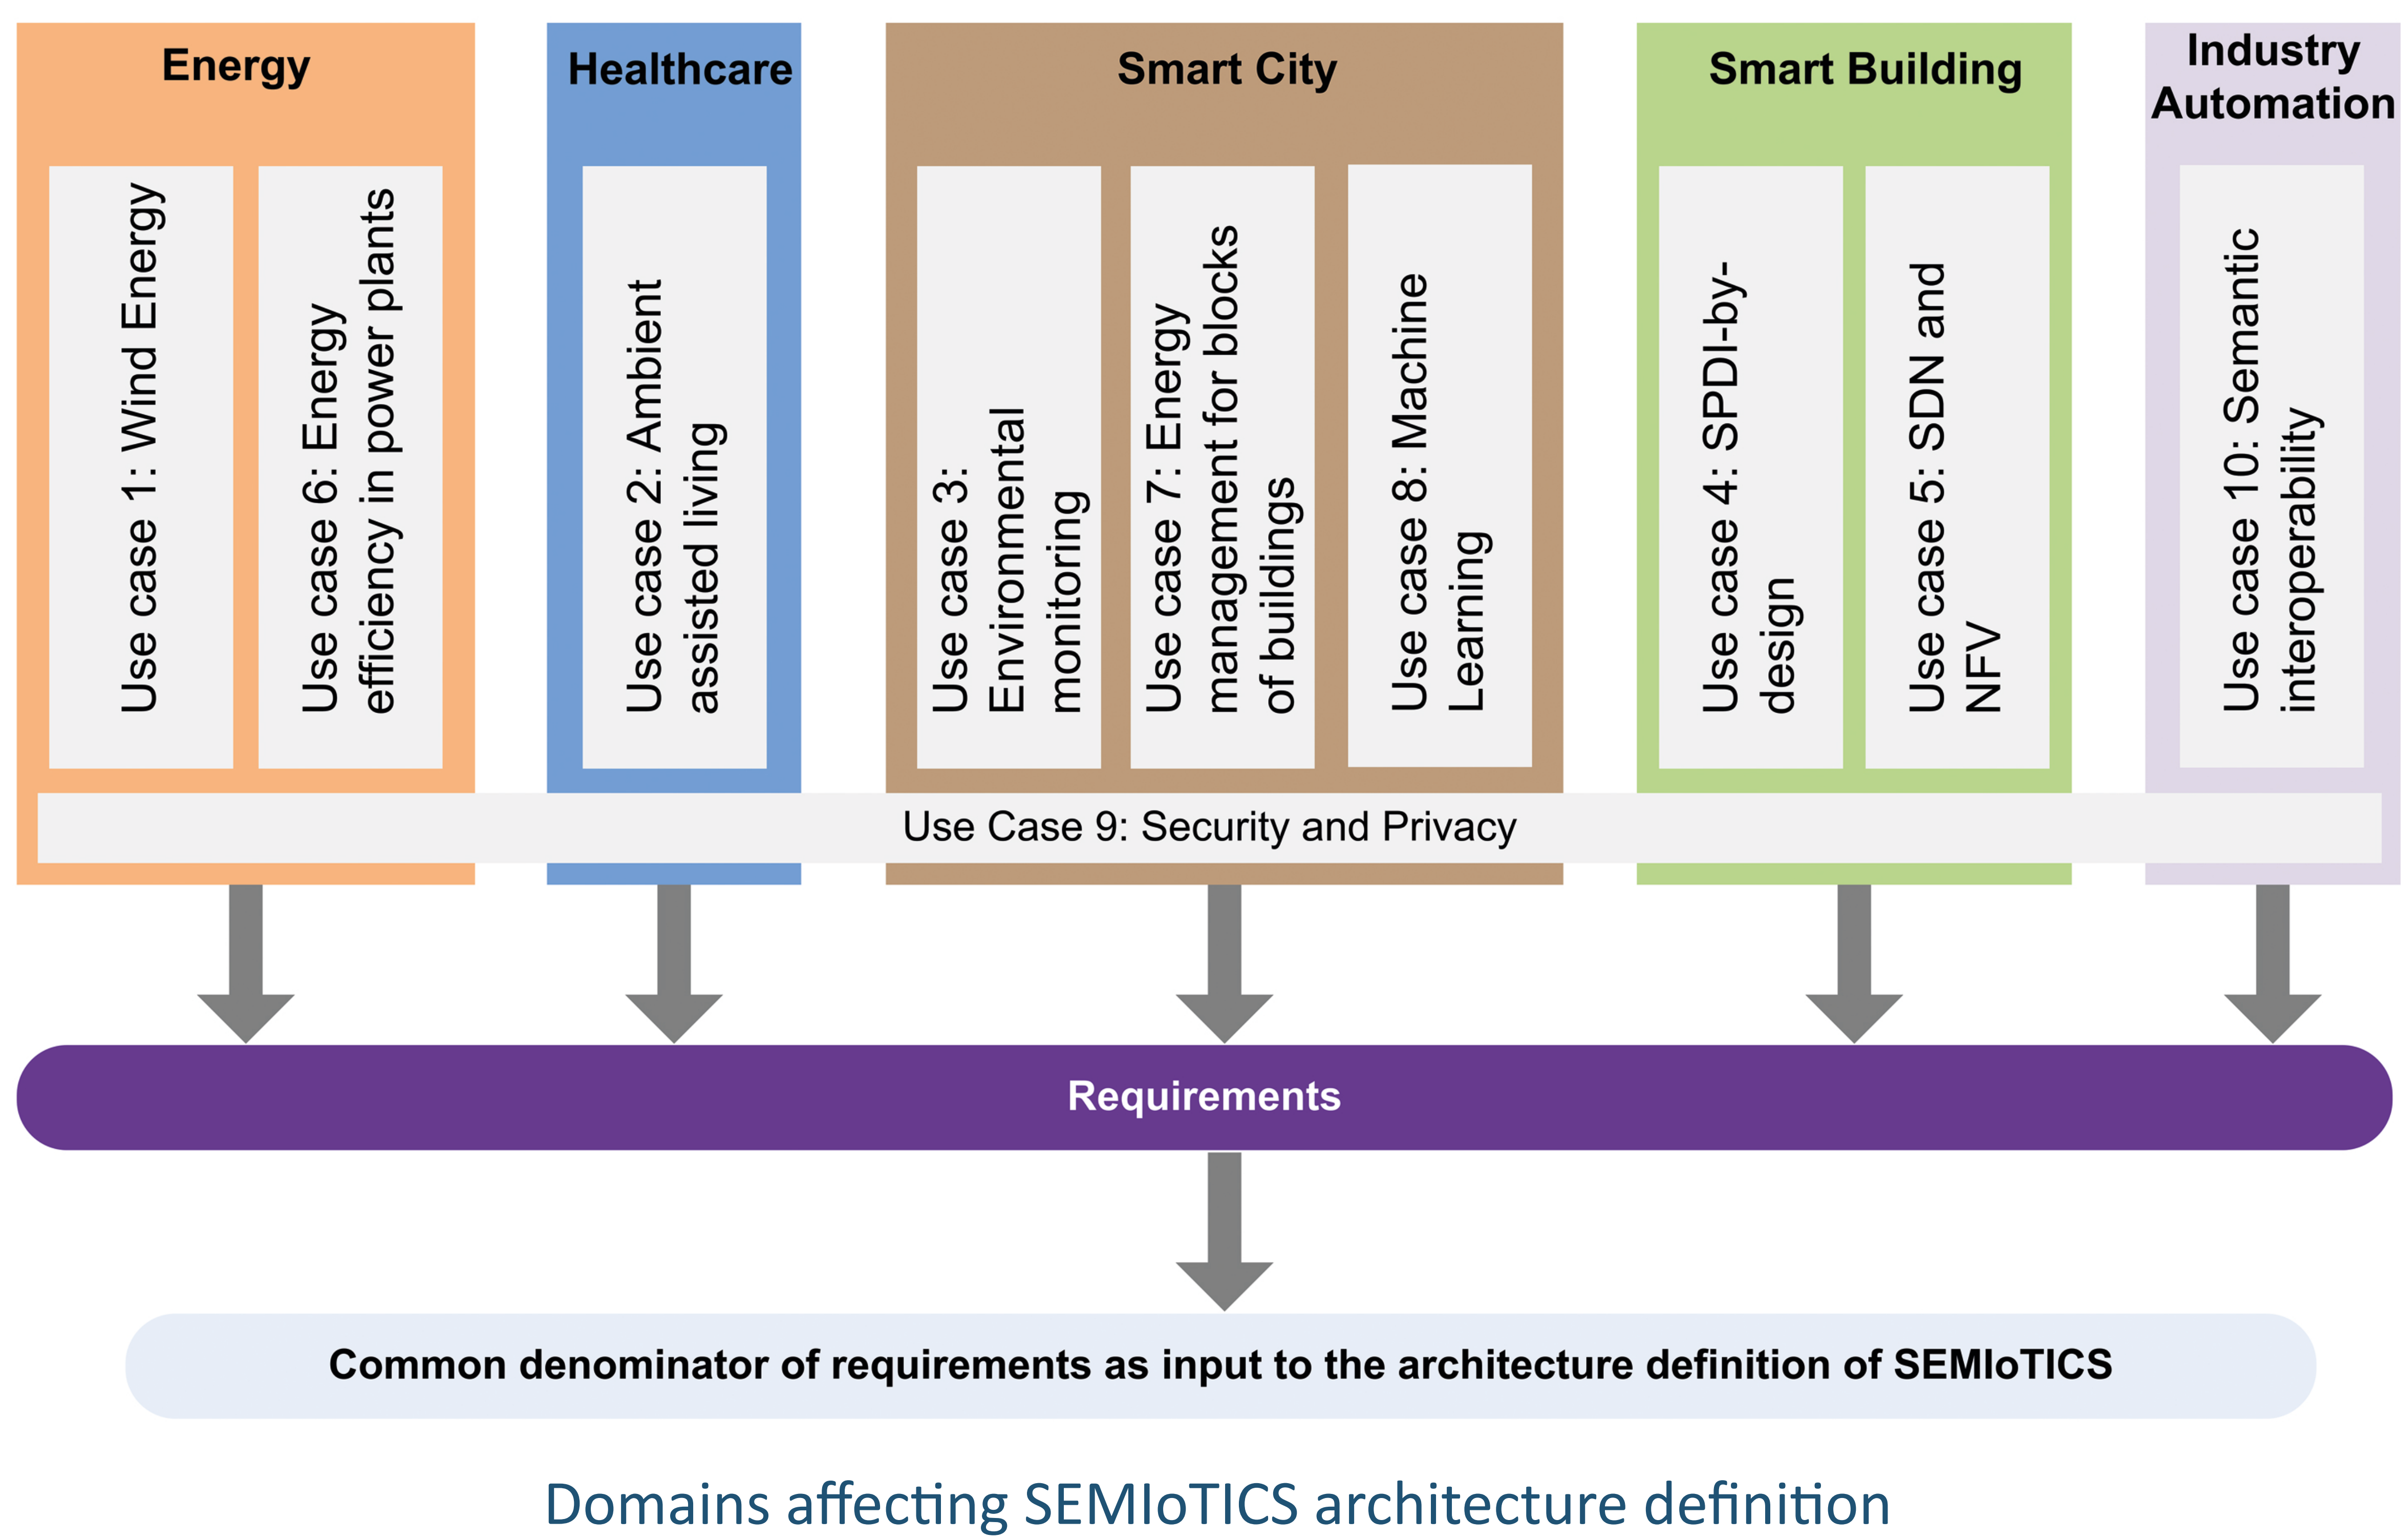 Energy
Use case 1: Wind Energy
Use case 6: Energy
efficiency in power plants
Healthcare
Use case 2: Ambient
assisted living
Smart City
Use case 3:
Environmental
monitoring
Use case 7: Energy
management for blocks
of buildings
Use case 8: Machine
Learning
Smart Building
Use case 4: SPDI-by-
design
Use case 5: SDN and
NFV
Industry
Automation
Use case 10: Semantic
interoperability
Use Case 9: Security and Privacy
Requirements
Common denominator of requirements as input to the architecture definition of SEMIoTICS
Domains affecting SEMIoTICS architecture definition